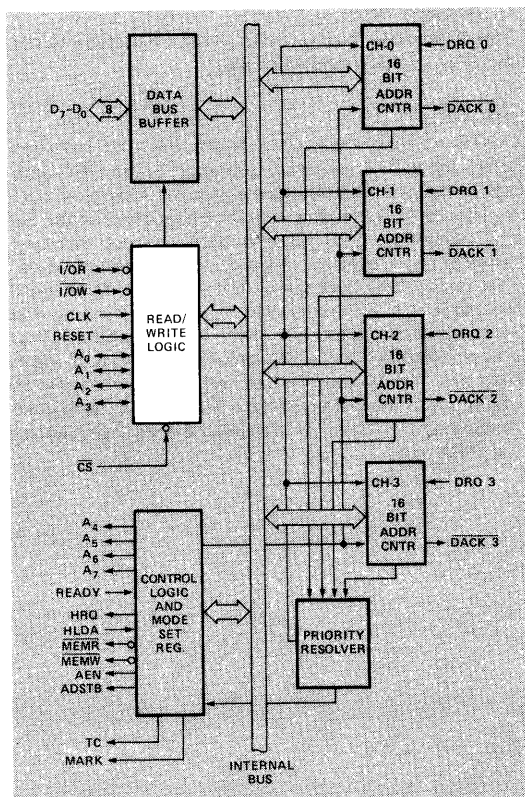 DATA
BUS
BUFFER
D7–D0
8
I/OR
I/OW
CLK
RESET
A0
A1
A2
A3
CS
READ/
WRITE
LOGIC
A4
A5
A6
A7
READY
HRQ
HLDA
MEMR
MEMW
AEN
ADSTB
TC
MARK
CONTROL
LOGIC
AND
MODE
SET
REG.
INTERNAL
BUS
CH-0
16
BIT
ADDR
CNTR
DRQ 0
DACK 0
CH-1
16
BIT
ADDR
CNTR
DRQ 1
DACK 1
CH-2
16
BIT
ADDR
CNTR
DRQ 2
DACK 2
CH-3
16
BIT
ADDR
CNTR
DRQ 3
DACK 3
PRIORITY
RESOLVER